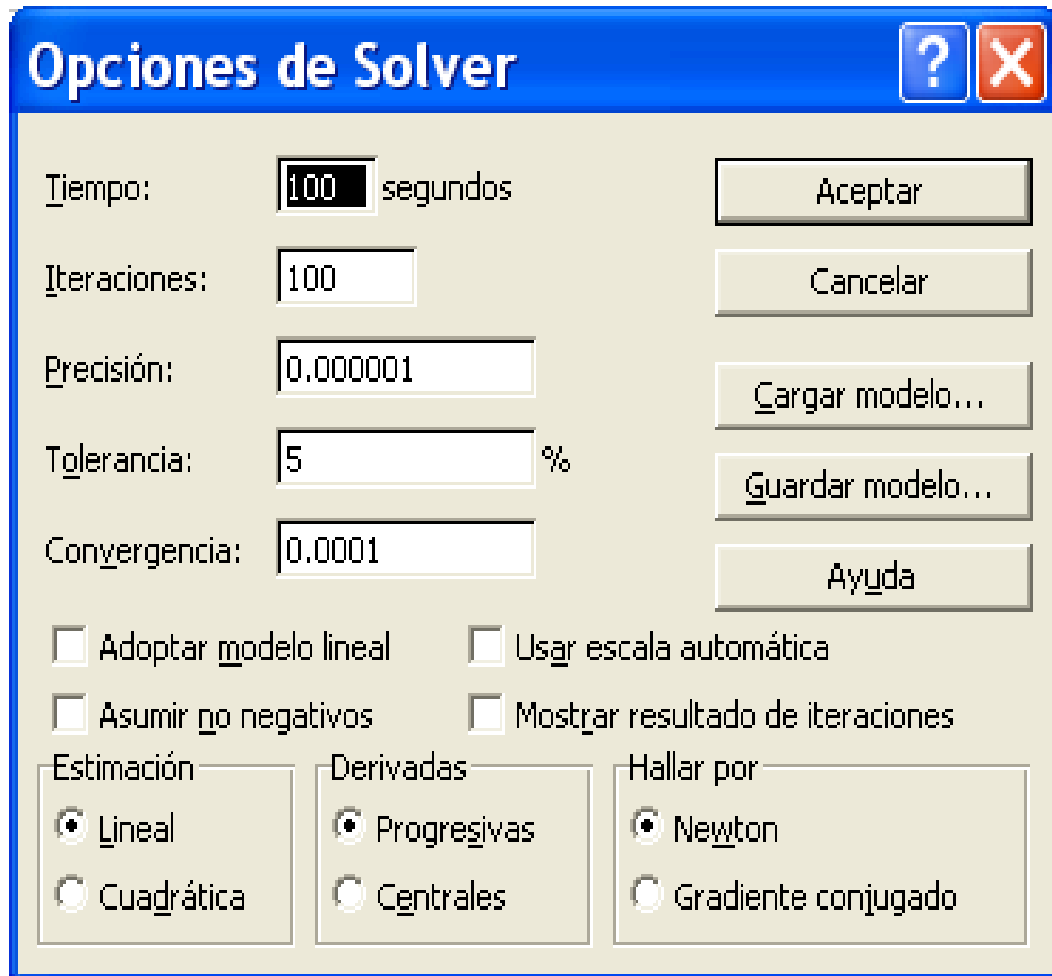 Opciones de Solver
Tiempo: 100 segundos
Aceptar
Iteraciones: 100
Cancelar
Precisión: 0.000001
Cargar modelo...
Tolerancia: 5 %
Guardar modelo...
Convergencia: 0.0001
Ayuda
Adoptar modelo lineal
Usar escala automática
Asumir no negativos
Mostrar resultado de iteraciones
Estimación
Lineal
Cuadrática
Derivadas
Progresivas
Centrales
Hallar por
Newton
Gradiente conjugado